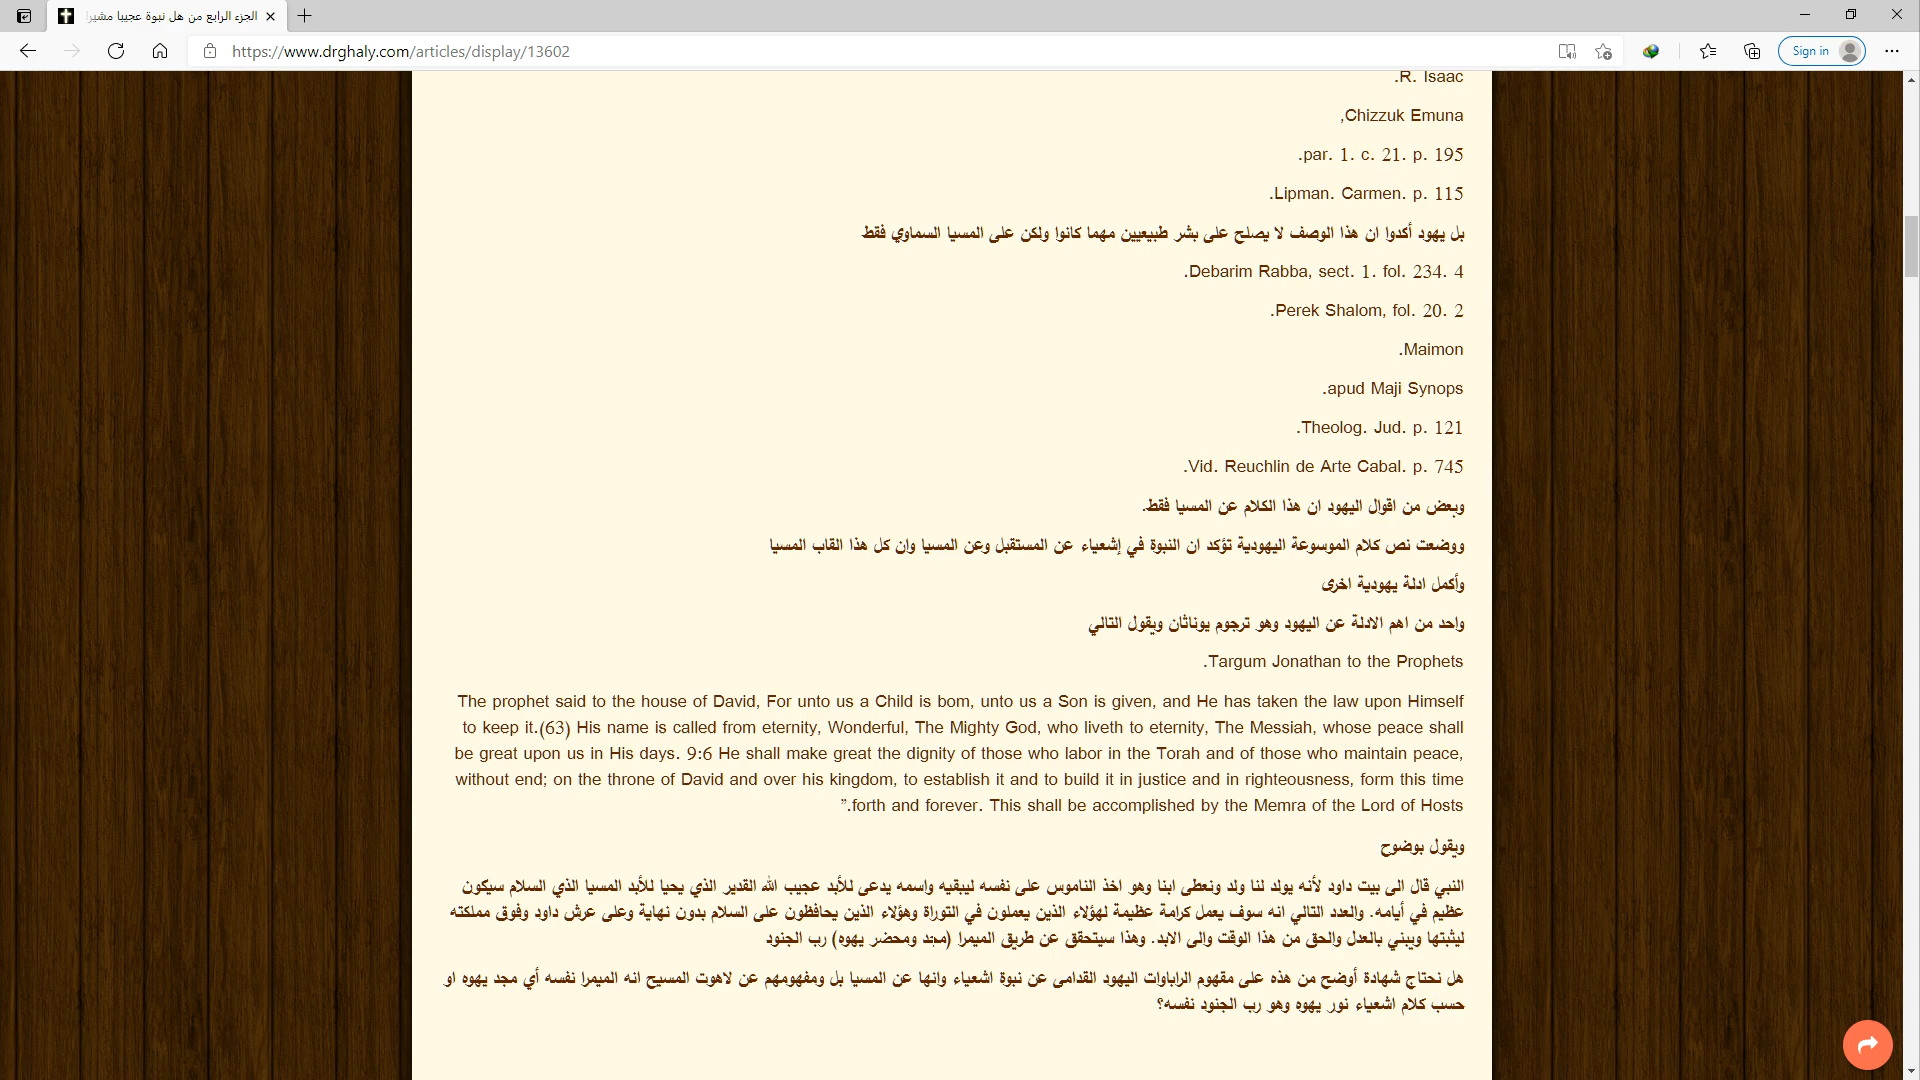 الجزء الرابع من هل نبوة عجيبا مشيرا
https://www.drghaly.com/articles/display/13602
Sign in
.R. Isaac
,Chizzuk Emuna
.par. 1. c. 21. p. 195
.Lipman. Carmen. p. 115
بل يهود أكدوا ان هذا الوصف لا يصلح على بشر طبيعيين مهما كانوا ولكن على المسيا السماوي فقط
.Debarim Rabba, sect. 1. fol. 234. 4
.Perek Shalom, fol. 20. 2
.Maimon
.apud Maji Synops
.Theolog. Jud. p. 121
.Vid. Reuchlin de Arte Cabal. p. 745
وبعض من اقوال اليهود ان هذا الكلام عن المسيا فقط.
ووضعت نص كلام الموسوعة اليهودية تؤكد ان النبوة في إشعياء عن المستقبل وعن المسيا وان كل هذا القاب المسيا
وأكمل ادلة يهودية اخرى
واحد من اهم الادلة عن اليهود وهو ترجوم يوناثان ويقول التالي
.Targum Jonathan to the Prophets
The prophet said to the house of David, For unto us a Child is bom, unto us a Son is given, and He has taken the law upon Himself
to keep it.(63) His name is called from eternity, Wonderful, The Mighty God, who liveth to eternity, The Messiah, whose peace shall
be great upon us in His days. 9:6 He shall make great the dignity of those who labor in the Torah and of those who maintain peace,
without end; on the throne of David and over his kingdom, to establish it and to build it in justice and in righteousness, form this time
”.forth and forever. This shall be accomplished by the Memra of the Lord of Hosts
ويقول بوضوح
النبي قال الى بيت داود لأنه يولد لنا ولد ونعطى ابنا وهو اخذ الناموس على نفسه ليبقيه واسمه يدعى للأبد عجيب الله القدير الذي يحيا للأبد المسيا الذي السلام سيكون
عظيم في أيامه. والعدد التالي انه سوف يعمل كرامة عظيمة لهؤلاء الذين يعملون في التوراة وهؤلاء الذين يحافظون على السلام بدون نهاية وعلى عرش داود وفوق مملكته
ليثبتها ويبني بالعدل والحق من هذا الوقت والى الابد. وهذا سيتحقق عن طريق الميمرا (مجد ومحضر يهوه) رب الجنود
هل نحتاج شهادة أوضح من هذه على مفهوم الراباوات اليهود القدامى عن نبوة اشعياء وانها عن المسيا بل ومفهومهم عن لاهوت المسيح انه الميمرا نفسه أي مجد يهوه او
حسب كلام اشعياء نور يهوه وهو رب الجنود نفسه؟